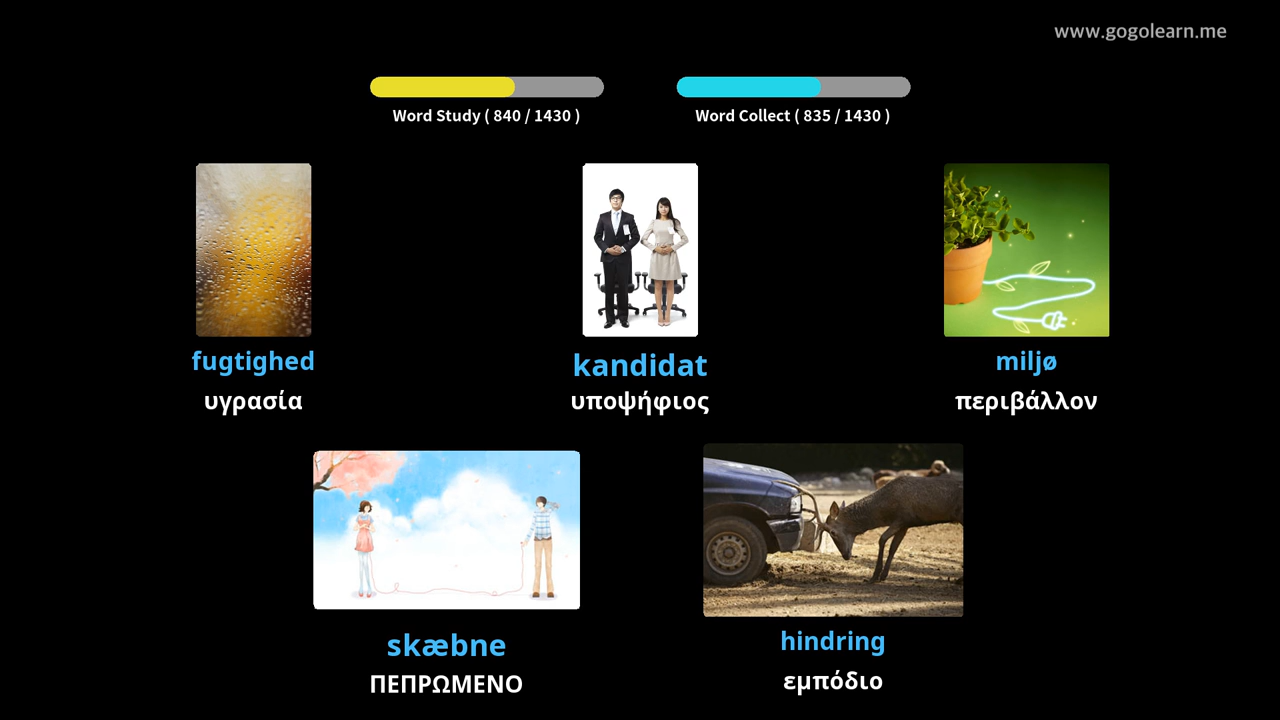 www.gogolearn.me
Word Study ( 840 / 1430 )
Word Collect ( 835 / 1430 )
fugtighed
kandidat
miljø
υγρασία
υποψήφιος
περιβάλλον
skæbne
hindring
ΠΕΠΡΩΜΕΝΟ
εμπόδιο